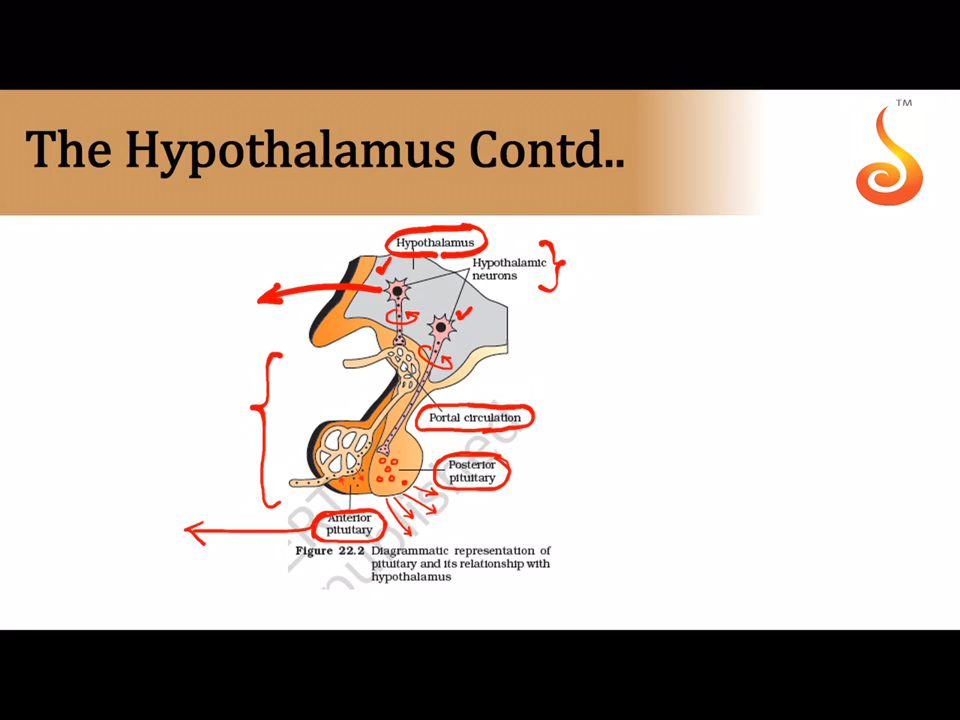 TM
The Hypothalamus Contd..
Hypothalamus
Hypothalamic
neurons
Portal circulation
Posterior
pituitary
Anterior
pituitary
Figure 22.2 Diagrammatic representation of
pituitary and its relationship with
hypothalamus
published